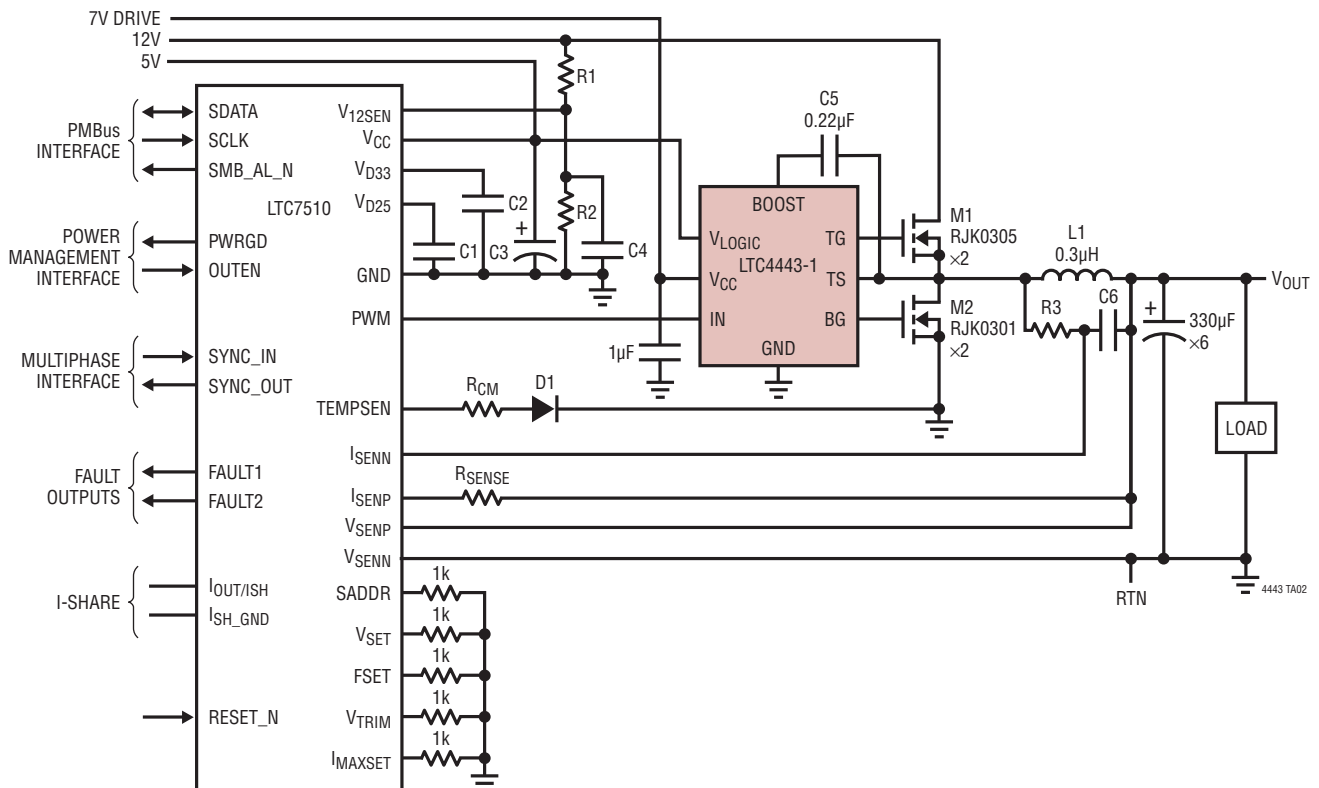 7V DRIVE
12V
5V
PMBus
INTERFACE
POWER
MANAGEMENT
INTERFACE
MULTIPHASE
INTERFACE
FAULT
OUTPUTS
I-SHARE
SDATA
SCLK
SMB_AL_N
LTC7510
PWRGD
OUTEN
SYNC_IN
SYNC_OUT
FAULT1
FAULT2
IOUT/ISH
ISH_GND
RESET_N
V12SEN
VCC
VD33
VD25
GND
PWM
TEMPSEN
ISENN
ISENP
VSENP
VSENN
SADDR
VSET
FSET
VTRIM
IMAXSET
R1
R2
C1
C2
C3
+
C4
1µF
RCM
D1
RSENSE
1k
1k
1k
1k
1k
C5
0.22µF
BOOST
VLOGIC
TG
LTC4443-1
VCC
TS
IN
BG
GND
M1
RJK0305
×2
M2
RJK0301
×2
L1
0.3µH
R3
C6
+
330µF
×6
VOUT
LOAD
RTN
4443 TA02